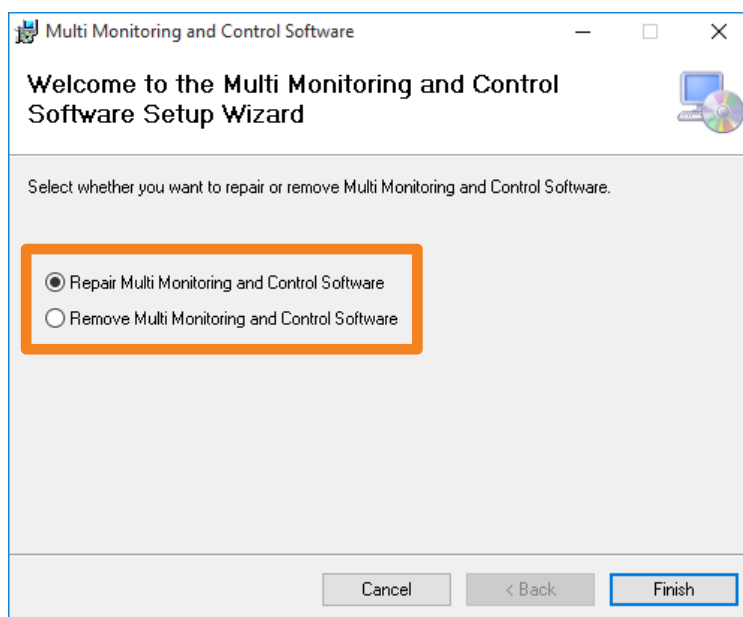 Multi Monitoring and Control Software
Welcome to the Multi Monitoring and Control
Software Setup Wizard
Select whether you want to repair or remove Multi Monitoring and Control Software.
Repair Multi Monitoring and Control Software
Remove Multi Monitoring and Control Software
Cancel
< Back
Finish